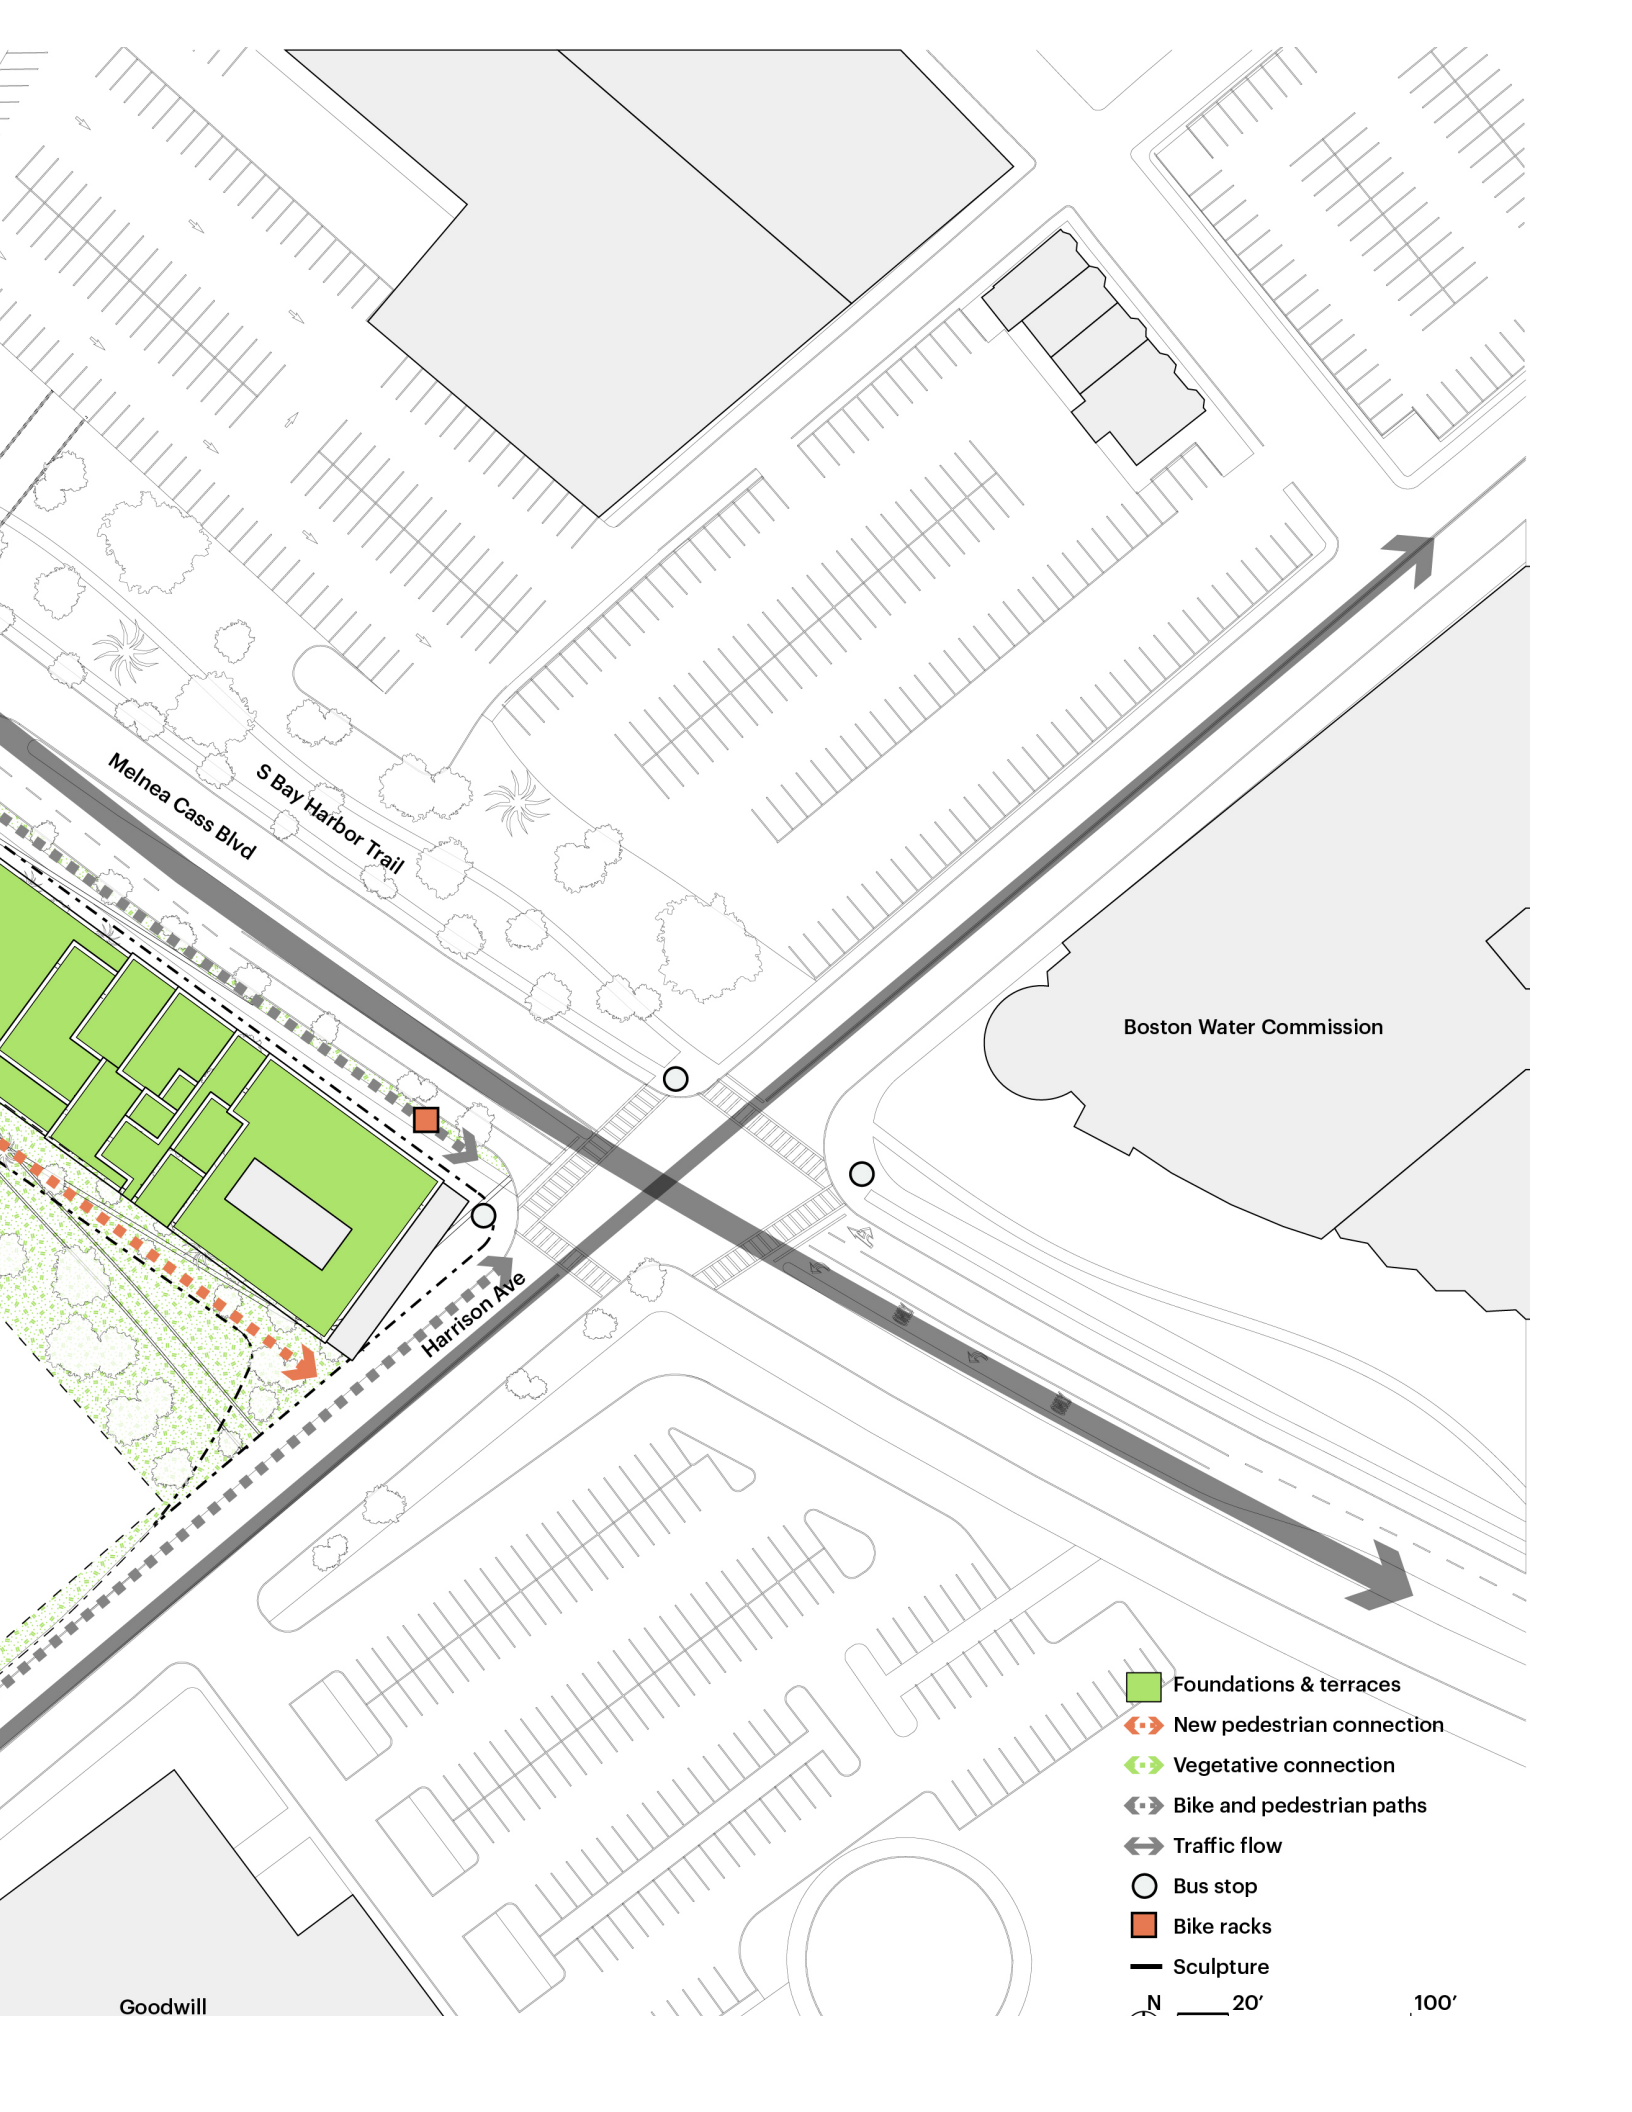 Melnea Cass Blvd
S Bay Harbor Trail
Boston Water Commission
Harrison Ave
Foundations & terraces
New pedestrian connection
Vegetative connection
Bike and pedestrian paths
Traffic flow
Bus stop
Bike racks
Sculpture
N 20’ 100’
Goodwill